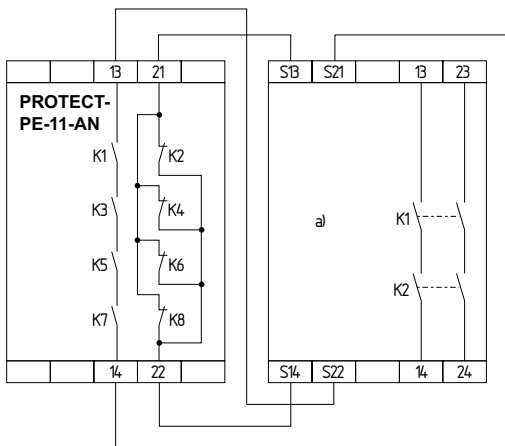 13 21 S13 S21 13 23
PROTECT-
PE-11-AN
K1 K2
K3 K4
a) K1
K5 K6
K2
K7 K8
14 22 S14 S22 14 24